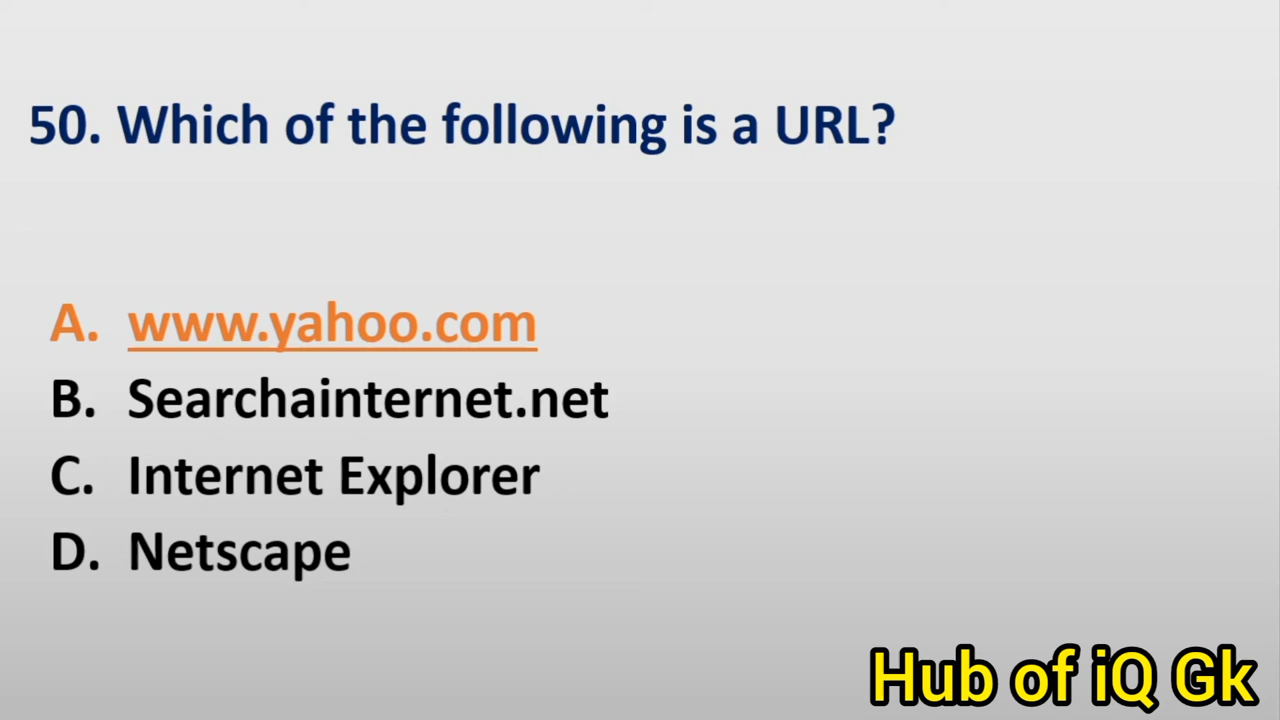 50. Which of the following is a URL?
A. www.yahoo.com
B. Searchainternet.net
C. Internet Explorer
D. Netscape
Hub of iQ Gk